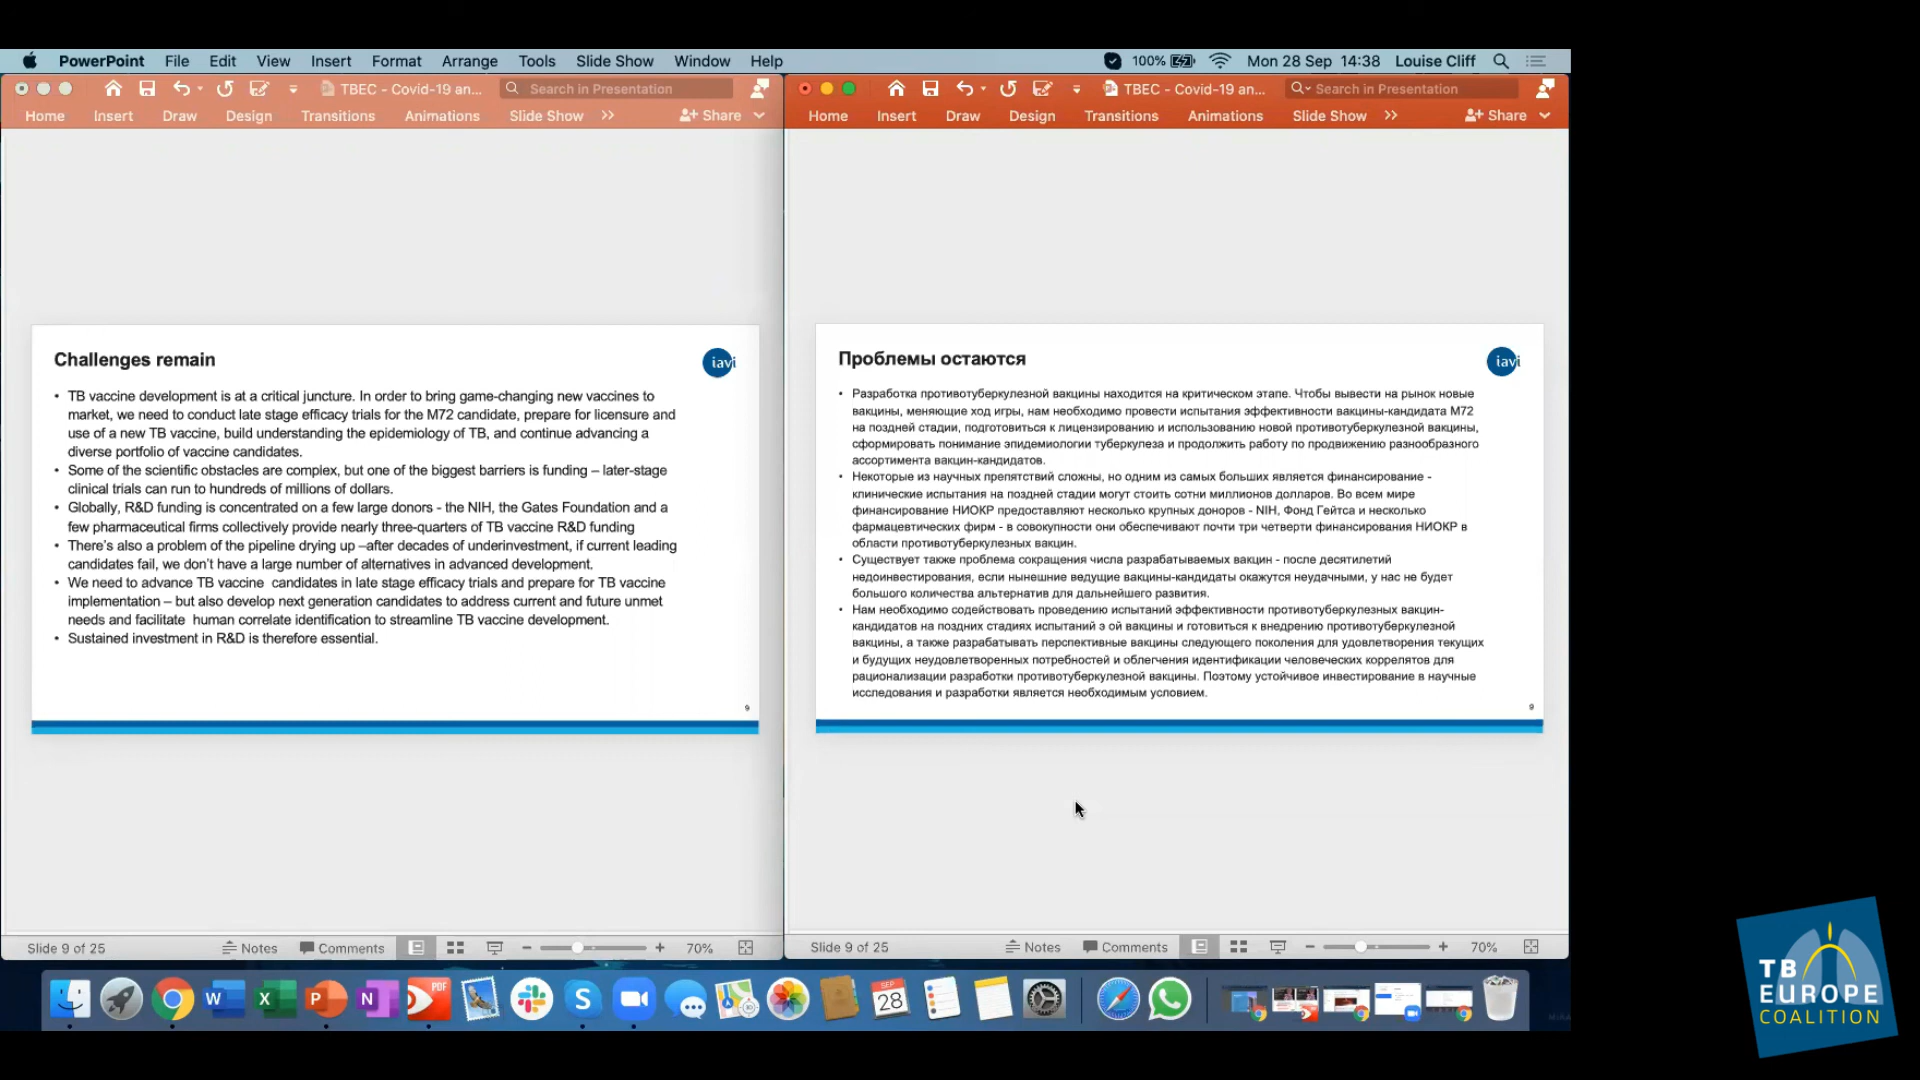 PowerPoint File Edit View Insert Format Arrange Tools Slide Show Window Help 100% Mon 28 Sep 14:38 Louise Cliff
TBEC - Covid-19 an... Search in Presentation
Home Insert Draw Design Transitions Animations Slide Show >> Share
Challenges remain
iavi
• TB vaccine development is at a critical juncture. In order to bring game-changing new vaccines to
market, we need to conduct late stage efficacy trials for the M72 candidate, prepare for licensure and
use of a new TB vaccine, build understanding the epidemiology of TB, and continue advancing a
diverse portfolio of vaccine candidates.
• Some of the scientific obstacles are complex, but one of the biggest barriers is funding – later-stage
clinical trials can run to hundreds of millions of dollars.
• Globally, R&D funding is concentrated on a few large donors - the NIH, the Gates Foundation and a
few pharmaceutical firms collectively provide nearly three-quarters of TB vaccine R&D funding
• There's also a problem of the pipeline drying up –after decades of underinvestment, if current leading
candidates fail, we don't have a large number of alternatives in advanced development.
• We need to advance TB vaccine candidates in late stage efficacy trials and prepare for TB vaccine
implementation – but also develop next generation candidates to address current and future unmet
needs and facilitate human correlate identification to streamline TB vaccine development.
• Sustained investment in R&D is therefore essential.
9
Slide 9 of 25 Notes Comments 70%
TBEC - Covid-19 an... Search in Presentation
Home Insert Draw Design Transitions Animations Slide Show >> Share
Проблемы остаются
iavi
• Разработка противотуберкулезной вакцины находится на критическом этапе. Чтобы вывести на рынок новые
вакцины, меняющие ход игры, нам необходимо провести испытания эффективности вакцины-кандидата M72
на поздней стадии, подготовиться к лицензированию и использованию новой противотуберкулезной вакцины,
сформировать понимание эпидемиологии туберкулеза и продолжить работу по продвижению разнообразного
ассортимента вакцин-кандидатов.
• Некоторые из научных препятствий сложны, но одним из самых больших является финансирование -
клинические испытания на поздней стадии могут стоить сотни миллионов долларов. Во всем мире
финансирование НИОКР предоставляют несколько крупных доноров - NIH, Фонд Гейтса и несколько
фармацевтических фирм - в совокупности они обеспечивают почти три четверти финансирования НИОКР в
области противотуберкулезных вакцин.
• Существует также проблема сокращения числа разрабатываемых вакцин - после десятилетий
недоинвестирования, если нынешние ведущие вакцины-кандидаты окажутся неудачными, у нас не будет
большого количества альтернатив для дальнейшего развития.
• Нам необходимо содействовать проведению испытаний эффективности противотуберкулезных вакцин-
кандидатов на поздних стадиях испытаний э ой вакцины и готовиться к внедрению противотуберкулезной
вакцины, а также разрабатывать перспективные вакцины следующего поколения для удовлетворения текущих
и будущих неудовлетворенных потребностей и облегчения идентификации человеческих коррелятов для
рационализации разработки противотуберкулезной вакцины. Поэтому устойчивое инвестирование в научные
исследования и разработки является необходимым условием.
9
Slide 9 of 25 Notes Comments 70%
PDF
SEP
28
TB
EUROPE
COALITION